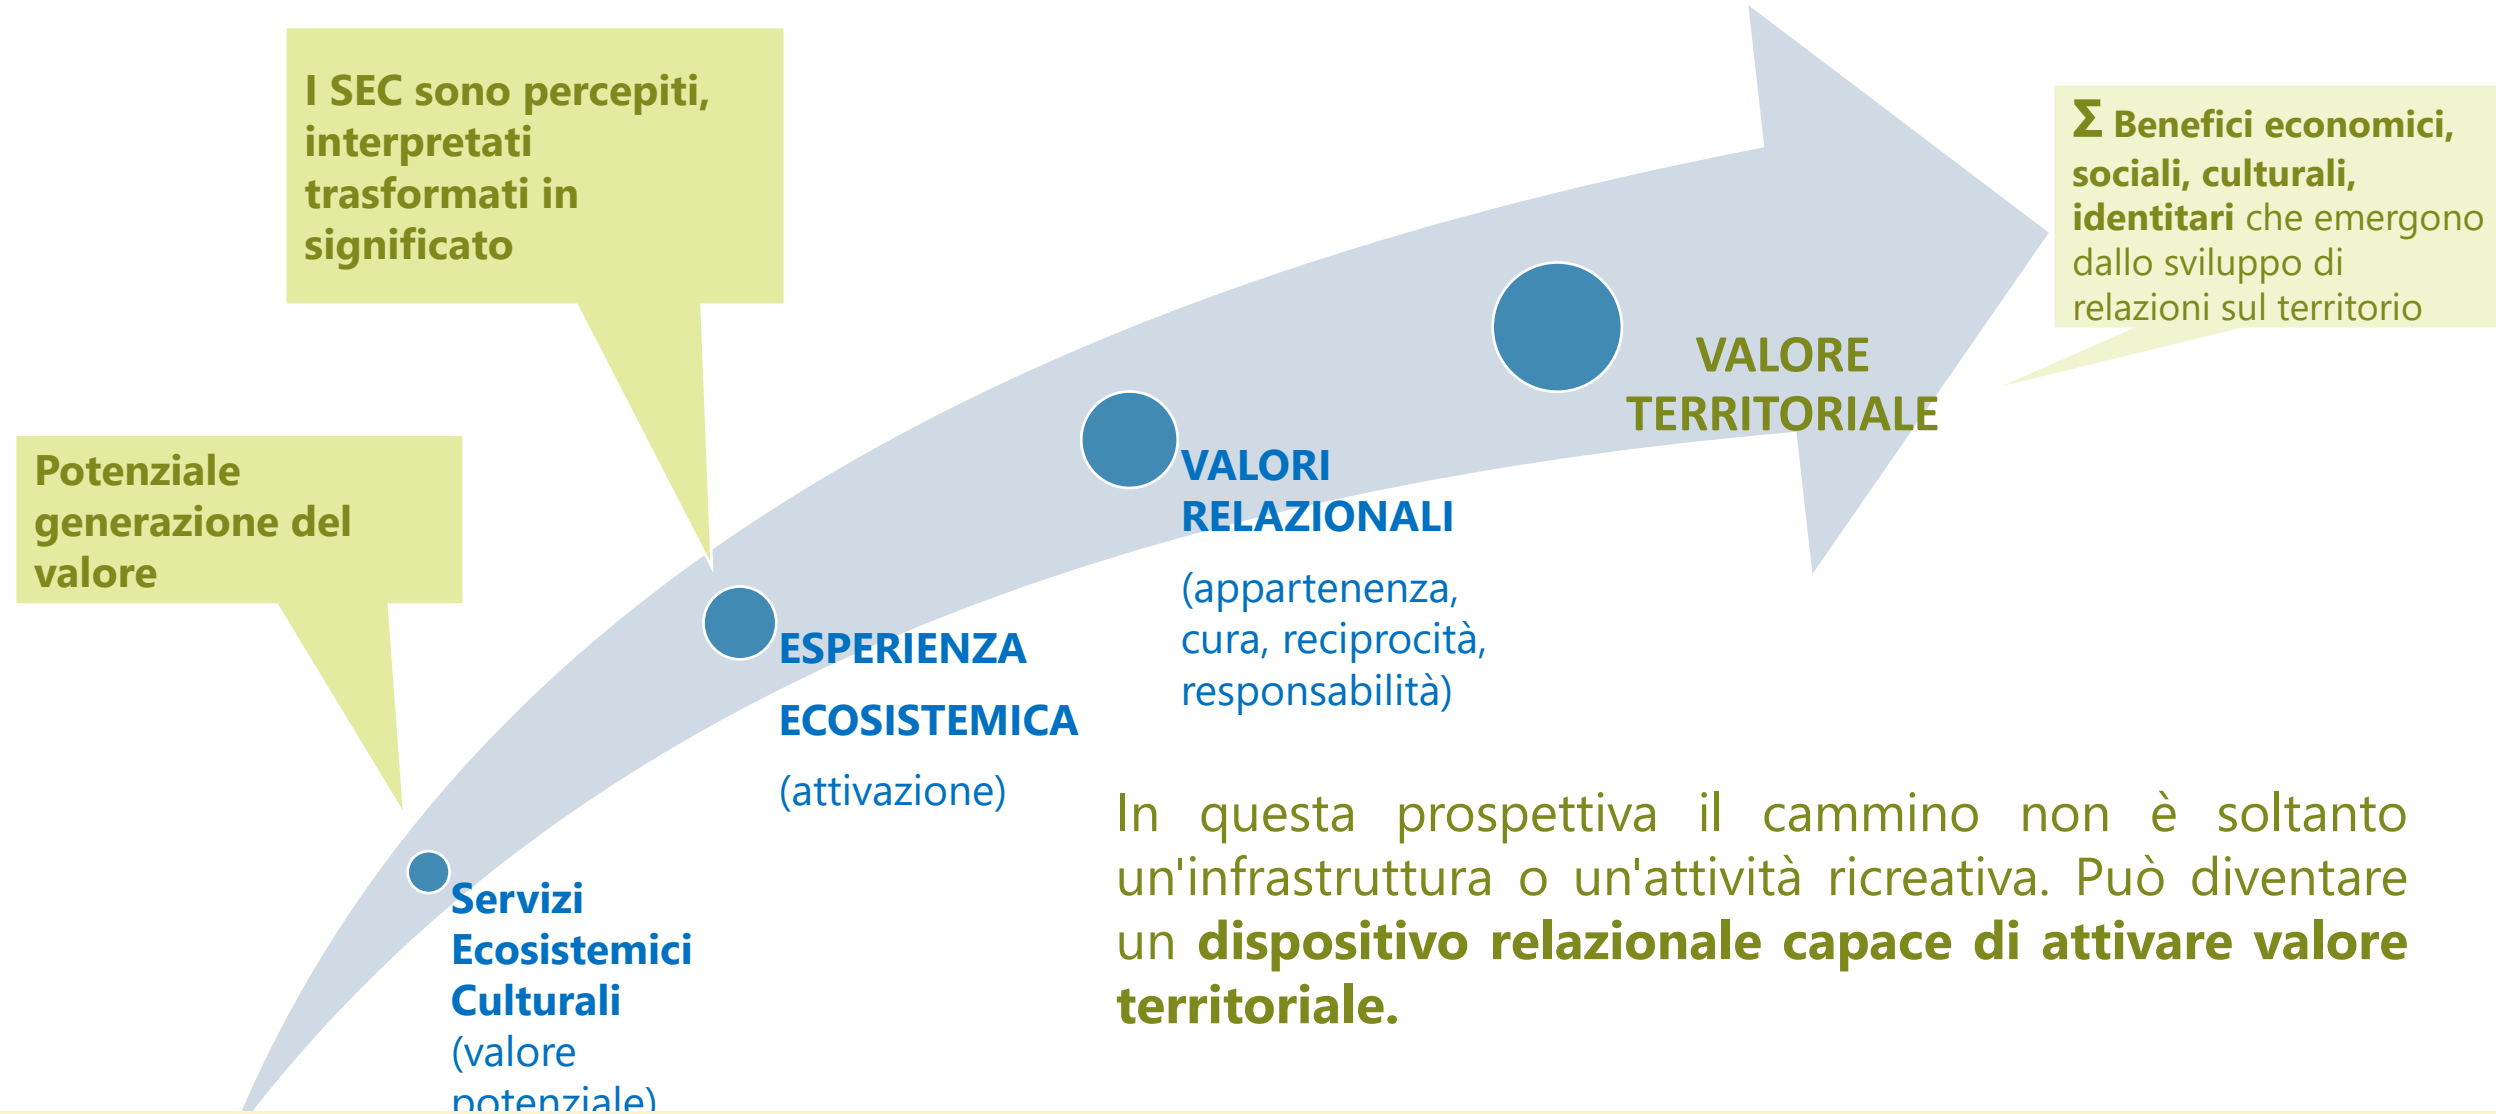 I SEC sono percepiti,
interpretati
trasformati in
significato
Σ Benefici economici,
sociali, culturali,
identitari che emergono
dallo sviluppo di
relazioni sul territorio
Potenziale
generazione del
valore
VALORE
TERRITORIALE
VALORI
RELAZIONALI
(appartenenza,
cura, reciprocità,
responsabilità)
ESPERIENZA
ECOSISTEMICA
(attivazione)
Servizi
Ecosistemici
Culturali
(valore
potenziale)
In questa prospettiva il cammino non è soltanto
un'infrastruttura o un'attività ricreativa. Può diventare
un dispositivo relazionale capace di attivare valore
territoriale.